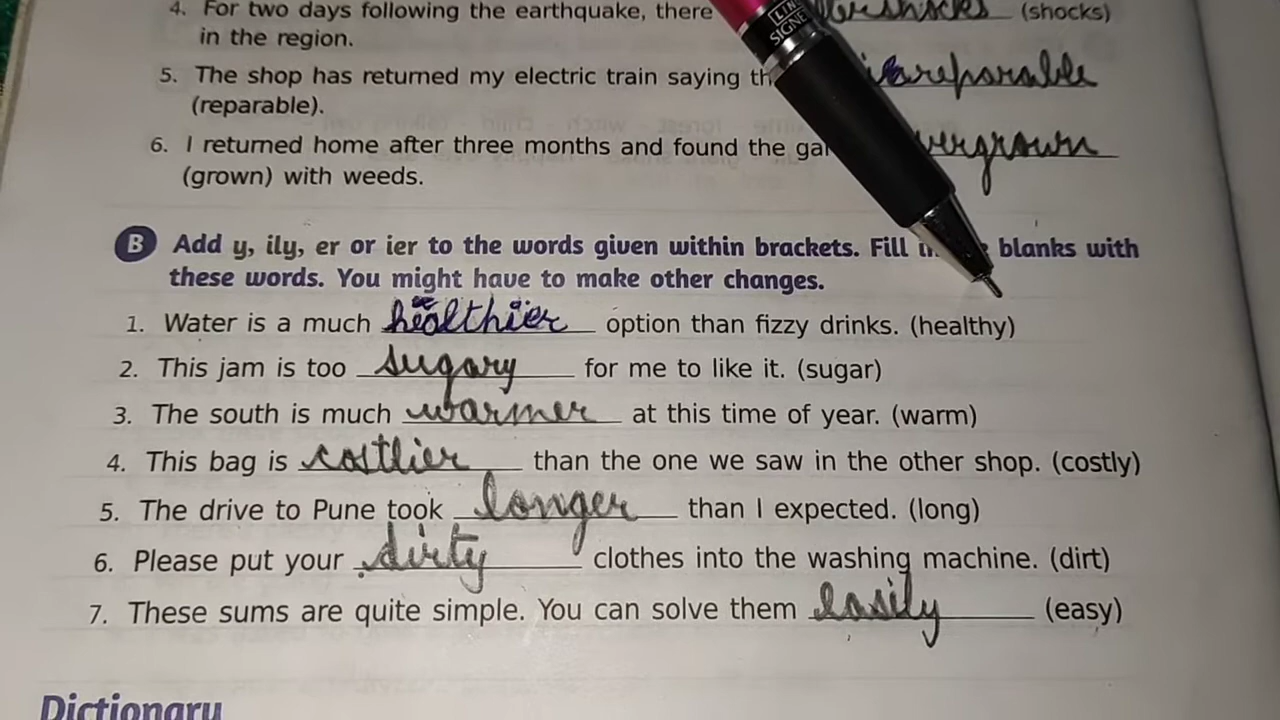 4. For two days following the earthquake, there shocks (shocks)
in the region.
5. The shop has returned my electric train saying irreparable
(reparable).
6. I returned home after three months and found the overgrown
(grown) with weeds.
B Add y, ily, er or ier to the words given within brackets. Fill blanks with
these words. You might have to make other changes.
1. Water is a much healthier option than fizzy drinks. (healthy)
2. This jam is too sugary for me to like it. (sugar)
3. The south is much warmer at this time of year. (warm)
4. This bag is costlier than the one we saw in the other shop. (costly)
5. The drive to Pune took longer than I expected. (long)
6. Please put your dirty clothes into the washing machine. (dirt)
7. These sums are quite simple. You can solve them easily (easy)
Dictionary